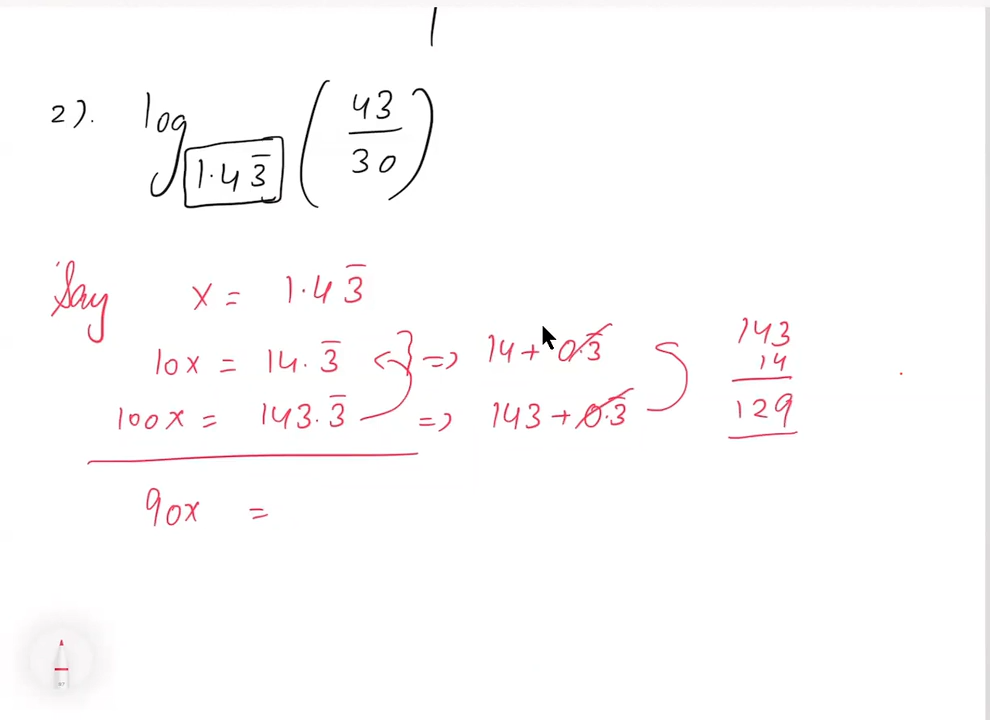 2). log 1.43̅ (43/30)
Say x = 1.43̅
10x = 14.3̅ => 14 + 0.3̅
100x = 143.3̅ => 143 + 0.3̅
143
14
129
90x =